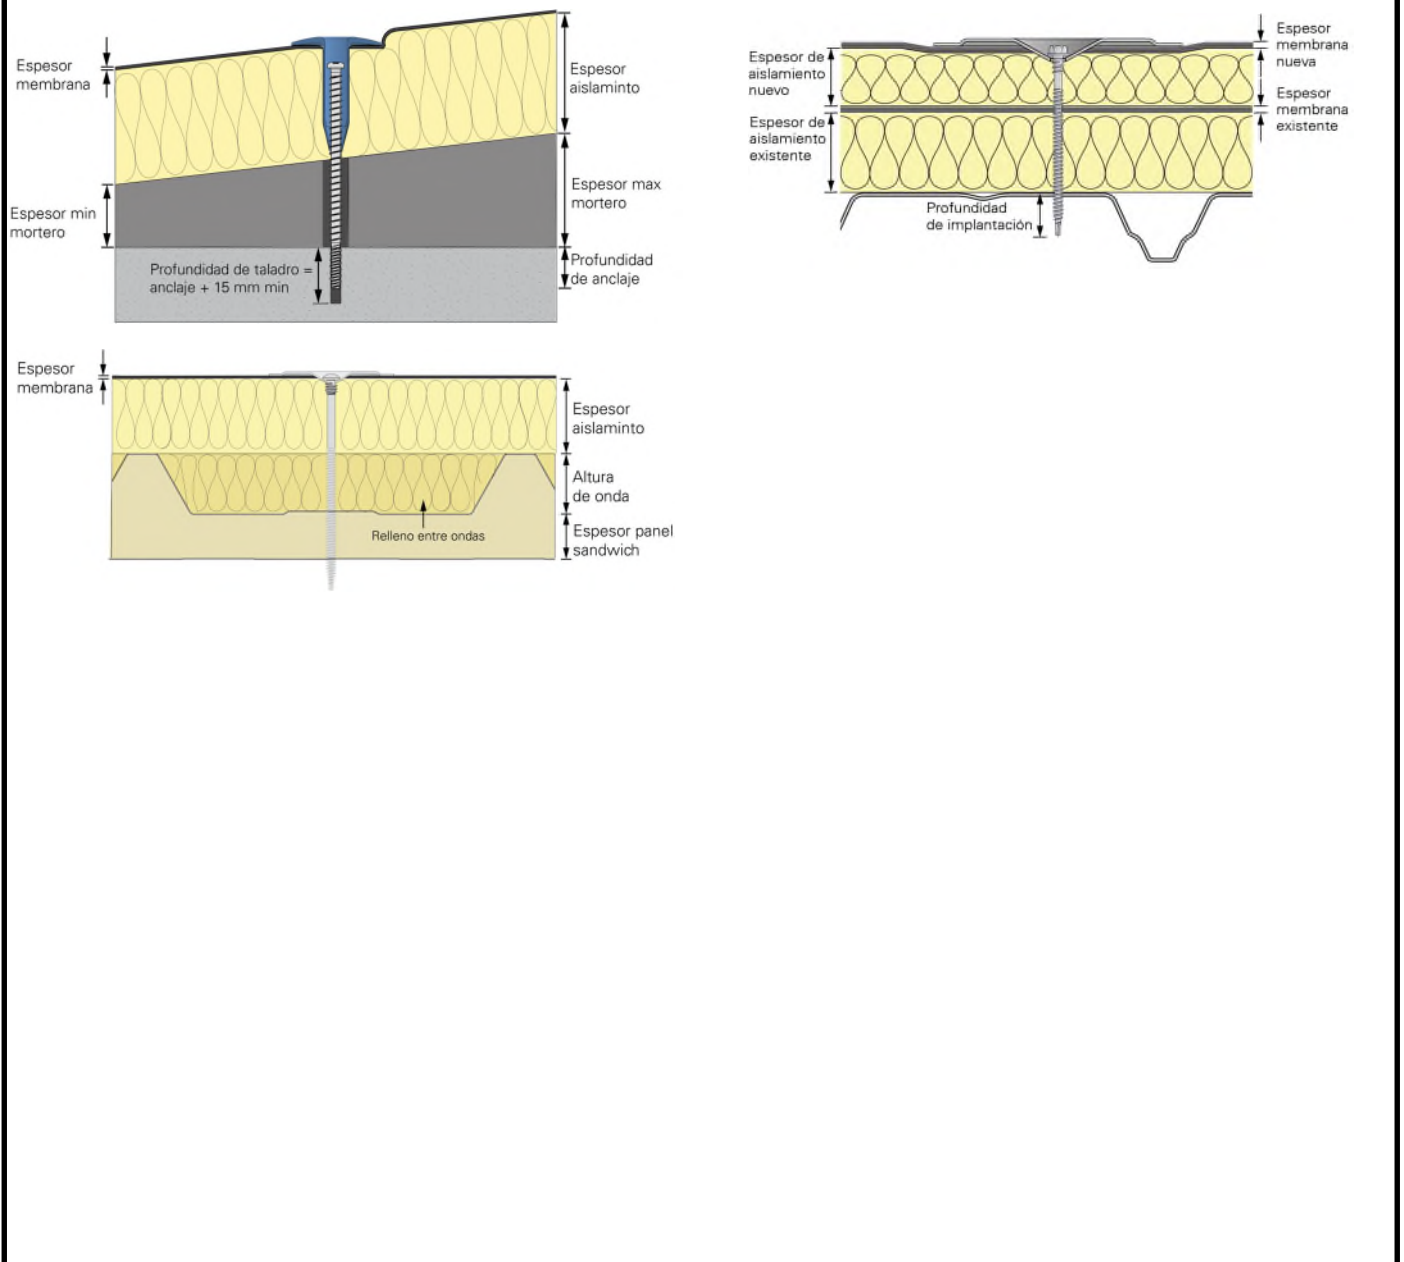 Espesor
membrana
Espesor
aislaminto
Espesor min
mortero
Espesor max
mortero
Profundidad de taladro =
anclaje + 15 mm min
Profundidad
de anclaje
Espesor de
aislamiento
nuevo
Espesor de
aislamiento
existente
Espesor
membrana
nueva
Espesor
membrana
existente
Profundidad
de implantación
Espesor
membrana
Espesor
aislaminto
Altura
de onda
Relleno entre ondas
Espesor panel
sandwich